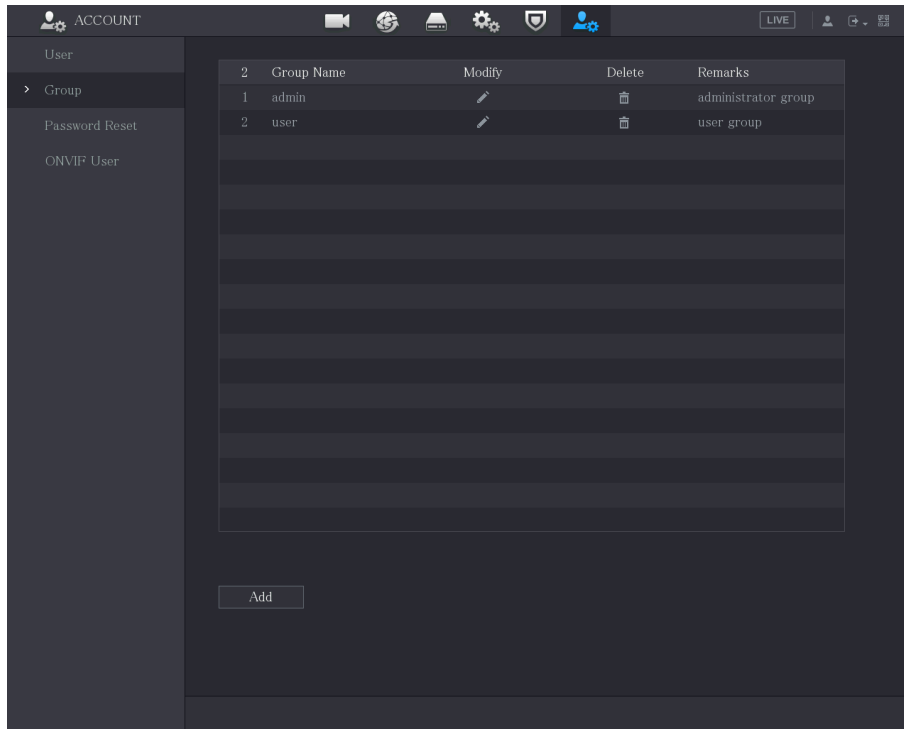 ACCOUNT LIVE
User
Group
Password Reset
ONVIF User
2 Group Name Modify Delete Remarks
1 admin administrator group
2 user user group
Add